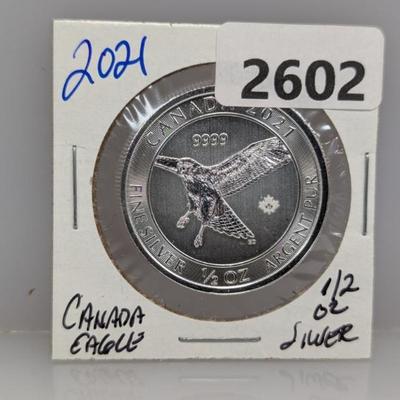 2021
2602
CANADA 2021
9999
FINE SILVER 1/2 OZ ARGENT PUR
CANADA
EAGLE
1/2
OZ
SILVER